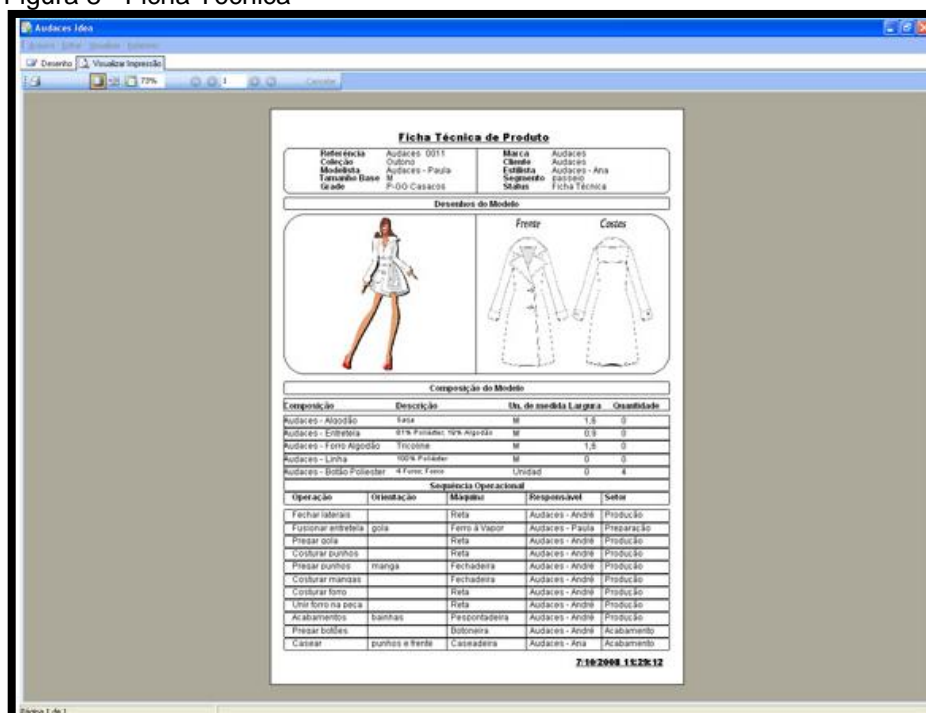 Figura 3 - Ficha Técnica
Audaces Idea
Desenho Visualizar Impressão
73% 1 Cancelar
Ficha Técnica de Produto
Referência Audaces 0011 Marca Audaces
Coleção Outono Cliente Audaces
Modelista Audaces - Paula Estilista Audaces - Ana
Tamanho Base M Segmento passeio
Grade P-GG Casacos Status Ficha Técnica
Desenhos do Modelo
Frente Costas
Composição do Modelo
Composição Descrição Un. de medida Largura Quantidade
Audaces - Algodão Sarja M 1,6 0
Audaces - Entretela M 0,9 0
Audaces - Forro Algodão Tricoline M 1,6 0
Audaces - Linha 100% Poliéster M 0 0
Audaces - Botão Poliester 4 Furos Unidad 0 4
Sequência Operacional
Operação Orientação Máquina Responsável Setor
Fechar laterais Reta Audaces - André Produção
Fusionar entretela gola Ferro à Vapor Audaces - Paula Preparação
Pregar gola Reta Audaces - André Produção
Costurar punhos Reta Audaces - André Produção
Pregar punhos manga Fechadeira Audaces - André Produção
Costurar mangas Fechadeira Audaces - André Produção
Costurar forro Reta Audaces - André Produção
Unir forro na peca Reta Audaces - André Produção
Acabamentos bainhas Pespontadeira Audaces - André Produção
Pregar botões Botoneira Audaces - André Acabamento
Casear punhos e frente Caseadeira Audaces - Ana Acabamento
7/10/2008 11:29:12
Página 1 de 1